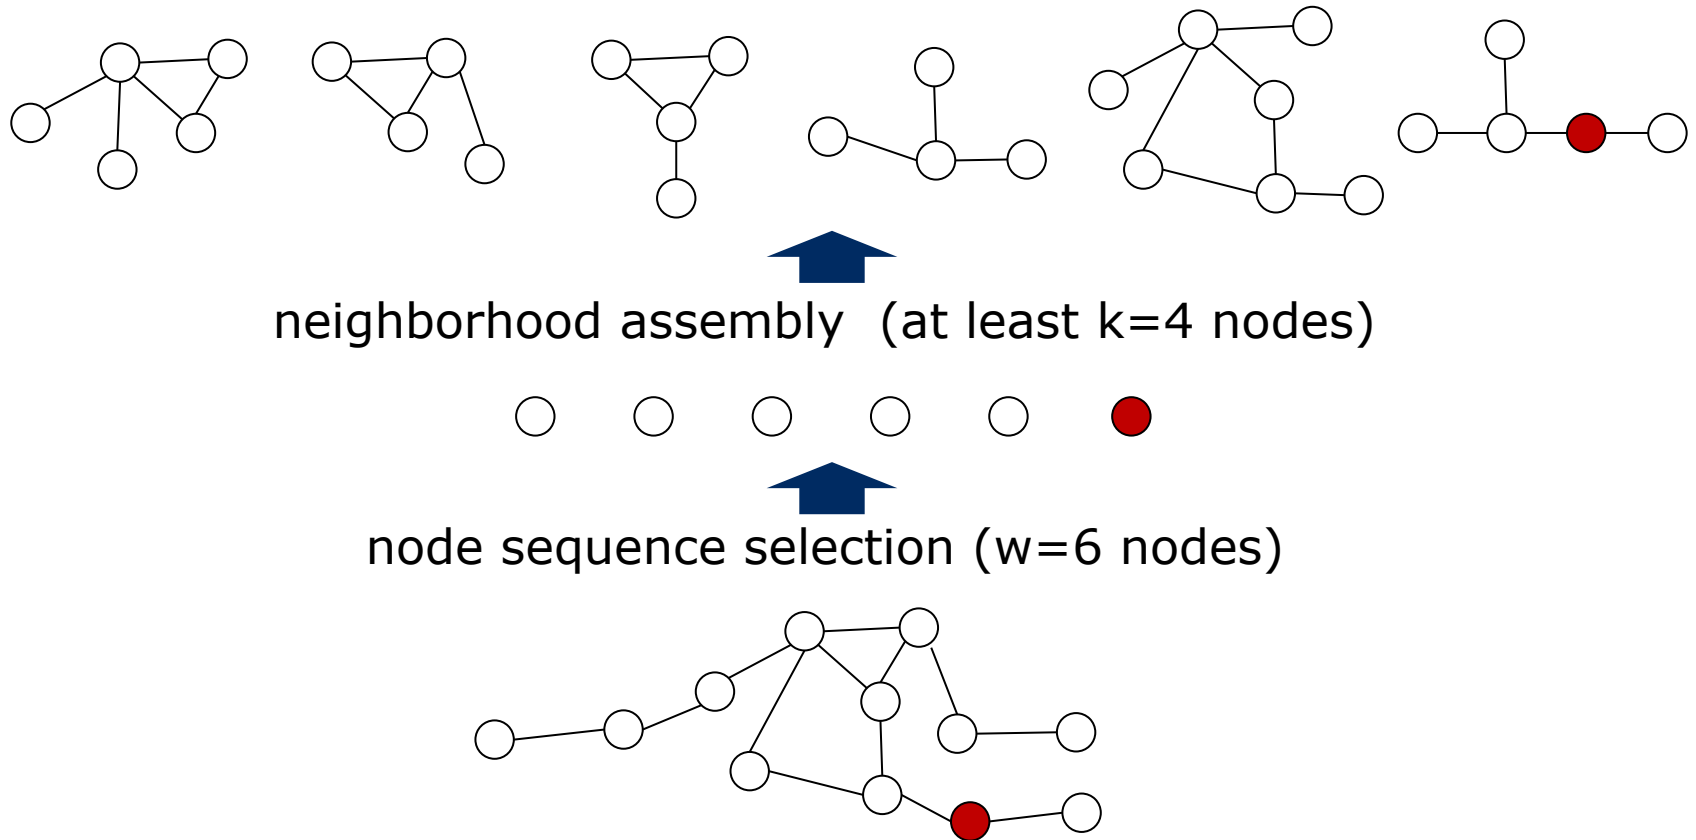 neighborhood assembly (at least k=4 nodes)
node sequence selection (w=6 nodes)